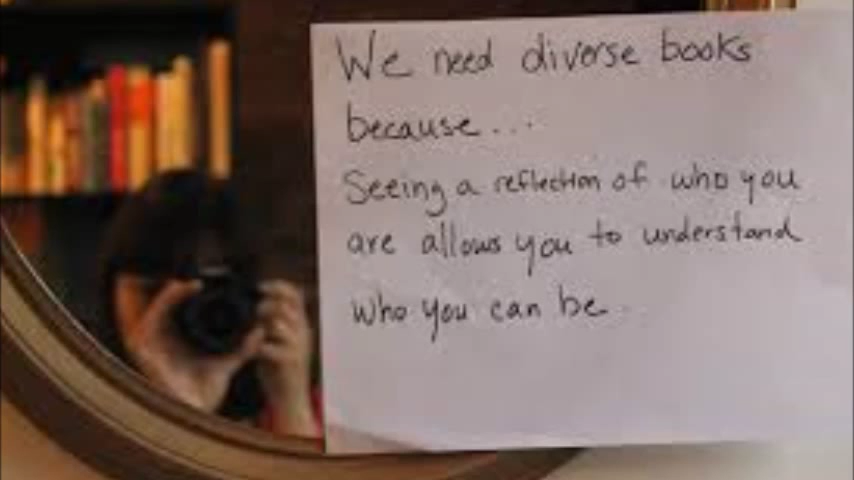 We need diverse books
because...
Seeing a reflection of who you
are allows you to understand
who you can be